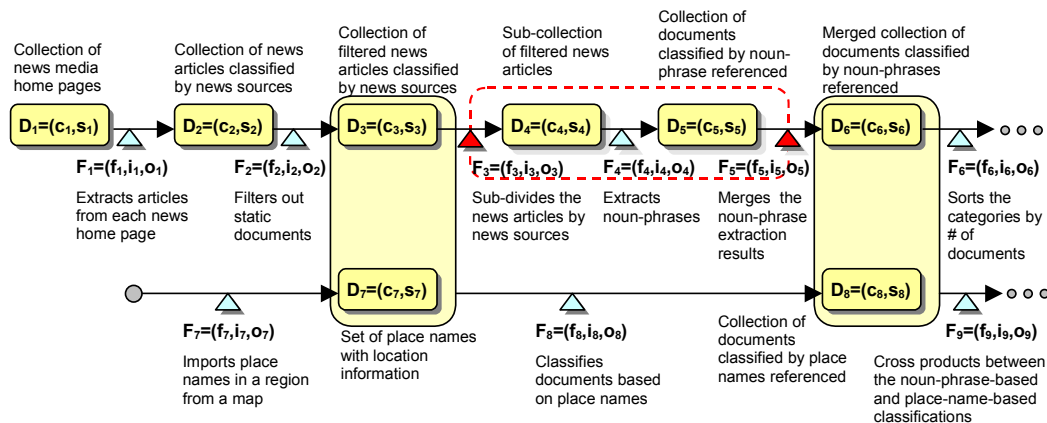 Collection of
news media
home pages
Collection of news
articles classified
by news sources
Collection of
filtered news
articles classified
by news sources
Sub-collection
of filtered news
articles
Collection of
documents
classified by noun-
phrase referenced
Merged collection of
documents classified
by noun-phrases
referenced
D1=(c1,s1)
D2=(c2,s2)
D3=(c3,s3)
D4=(c4,s4)
D5=(c5,s5)
D6=(c6,s6)
F1=(f1,i1,o1)
F2=(f2,i2,o2)
F3=(f3,i3,o3)
F4=(f4,i4,o4)
F5=(f5,i5,o5)
F6=(f6,i6,o6)
Extracts articles
from each news
home page
Filters out
static
documents
Sub-divides the
news articles by
news sources
Extracts
noun-phrases
Merges the
noun-phrase
extraction
results
Sorts the
categories by
# of
documents
D7=(c7,s7)
D8=(c8,s8)
F7=(f7,i7,o7)
F8=(f8,i8,o8)
F9=(f9,i9,o9)
Imports place
names in a region
from a map
Set of place names
with location
information
Classifies
documents based
on place names
Collection of
documents
classified by place
names referenced
Cross products between
the noun-phrase-based
and place-name-based
classifications